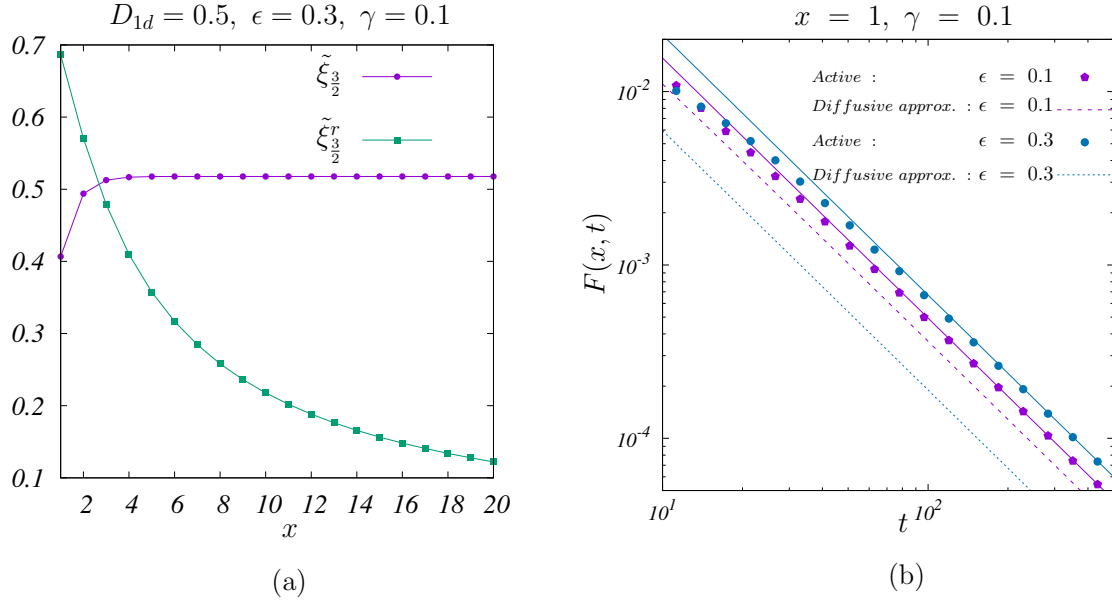 D_{1d} = 0.5, ϵ = 0.3, γ = 0.1
0.7
0.6
0.5
0.4
0.3
0.2
0.1
ξ̃_{3/2}
ξ̃^r_{3/2}
2 4 6 8 10 12 14 16 18 20
x
(a)
x = 1, γ = 0.1
10^{-2}
10^{-3}
10^{-4}
F(x, t)
Active : ϵ = 0.1
Diffusive approx. : ϵ = 0.1
Active : ϵ = 0.3
Diffusive approx. : ϵ = 0.3
10^1 10^2
t
(b)